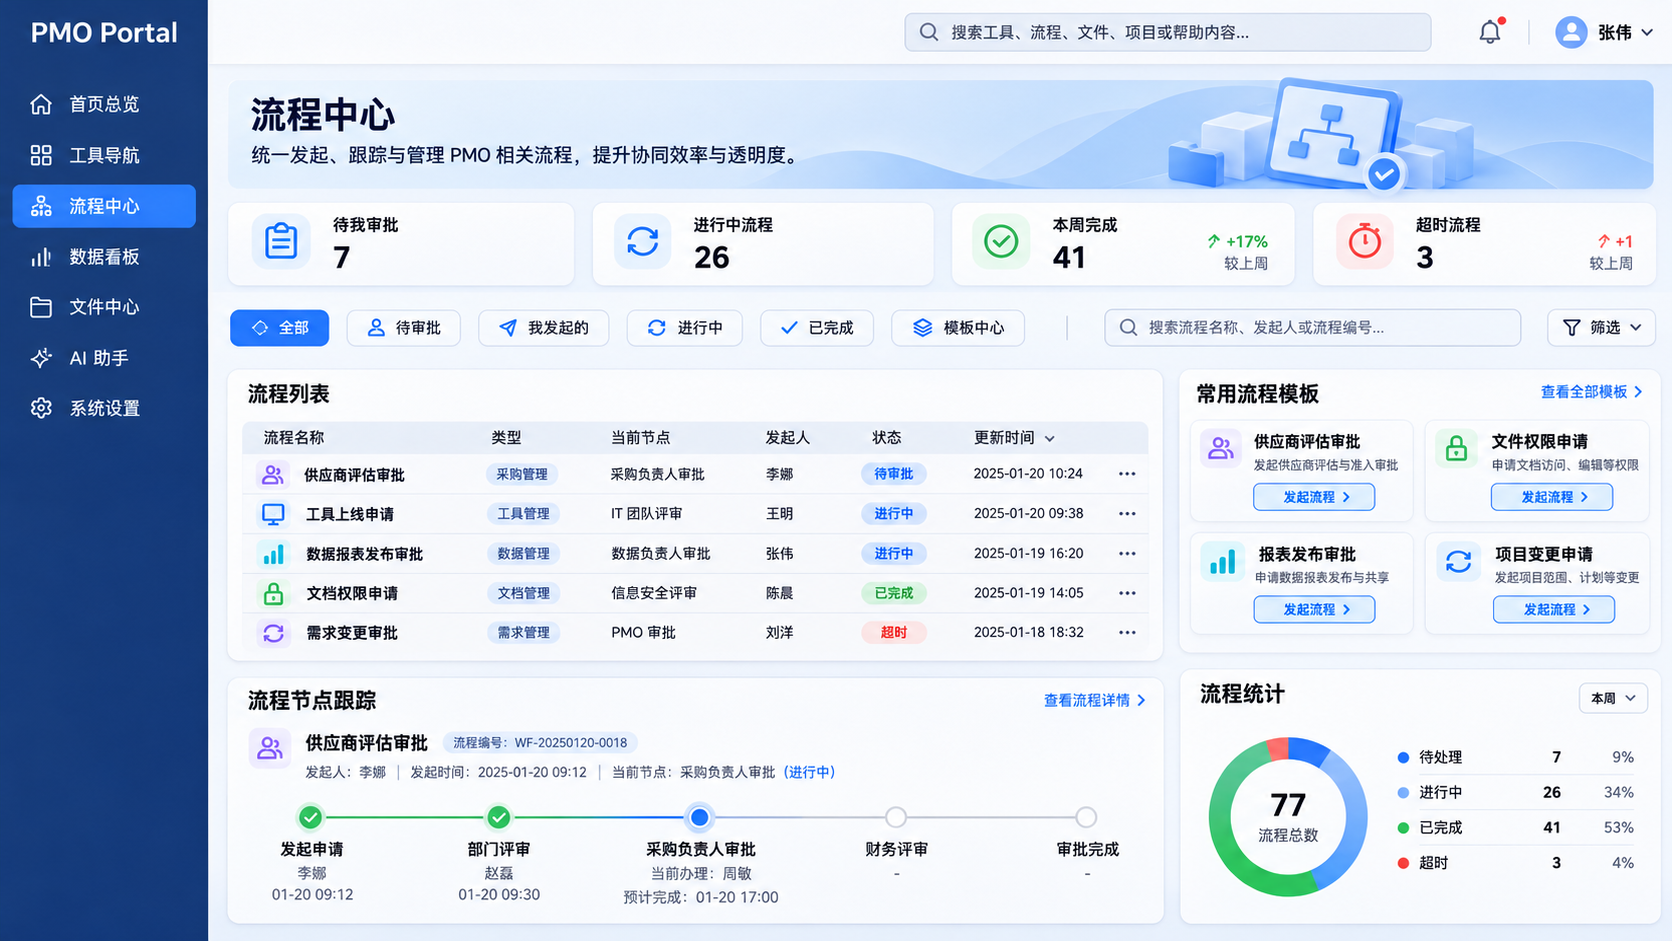 PMO Portal
搜索工具、流程、文件、项目或帮助内容...
张伟
首页总览
工具导航
流程中心
数据看板
文件中心
AI 助手
系统设置
流程中心
统一发起、跟踪与管理 PMO 相关流程，提升协同效率与透明度。
待我审批
7
进行中流程
26
本周完成
41
+17%
较上周
超时流程
3
+1
较上周
全部
待审批
我发起的
进行中
已完成
模板中心
搜索流程名称、发起人或流程编号...
筛选
流程列表
流程名称 类型 当前节点 发起人 状态 更新时间
供应商评估审批 采购管理 采购负责人审批 李娜 待审批 2025-01-20 10:24
工具上线申请 工具管理 IT 团队评审 王明 进行中 2025-01-20 09:38
数据报表发布审批 数据管理 数据负责人审批 张伟 进行中 2025-01-19 16:20
文档权限申请 文档管理 信息安全评审 陈晨 已完成 2025-01-19 14:05
需求变更审批 需求管理 PMO 审批 刘洋 超时 2025-01-18 18:32
常用流程模板
查看全部模板
供应商评估审批
发起供应商评估与准入审批
发起流程
文件权限申请
申请文档访问、编辑等权限
发起流程
报表发布审批
申请数据报表发布与共享
发起流程
项目变更申请
发起项目范围、计划等变更
发起流程
流程节点跟踪
查看流程详情
供应商评估审批
流程编号：WF-20250120-0018
发起人：李娜 | 发起时间：2025-01-20 09:12 | 当前节点：采购负责人审批 (进行中)
发起申请
李娜
01-20 09:12
部门评审
赵磊
01-20 09:30
采购负责人审批
当前办理：周敏
预计完成：01-20 17:00
财务评审
-
审批完成
-
流程统计
本周
77
流程总数
待处理 7 9%
进行中 26 34%
已完成 41 53%
超时 3 4%